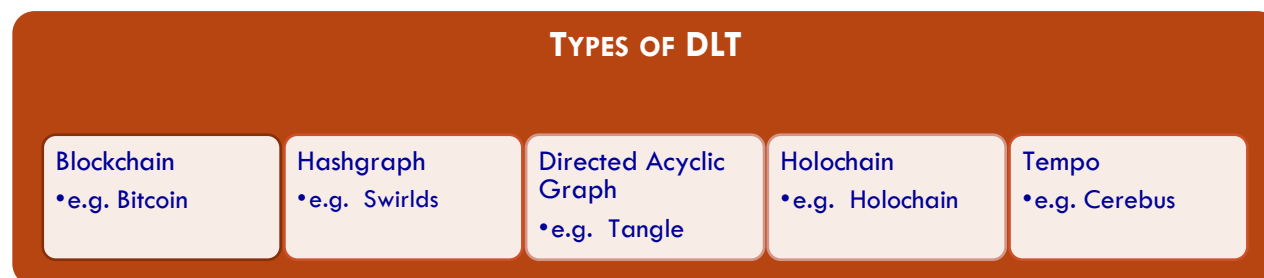 TYPES OF DLT
Blockchain
•e.g. Bitcoin
Hashgraph
•e.g. Swirlds
Directed Acyclic
Graph
•e.g. Tangle
Holochain
•e.g. Holochain
Tempo
•e.g. Cerebus